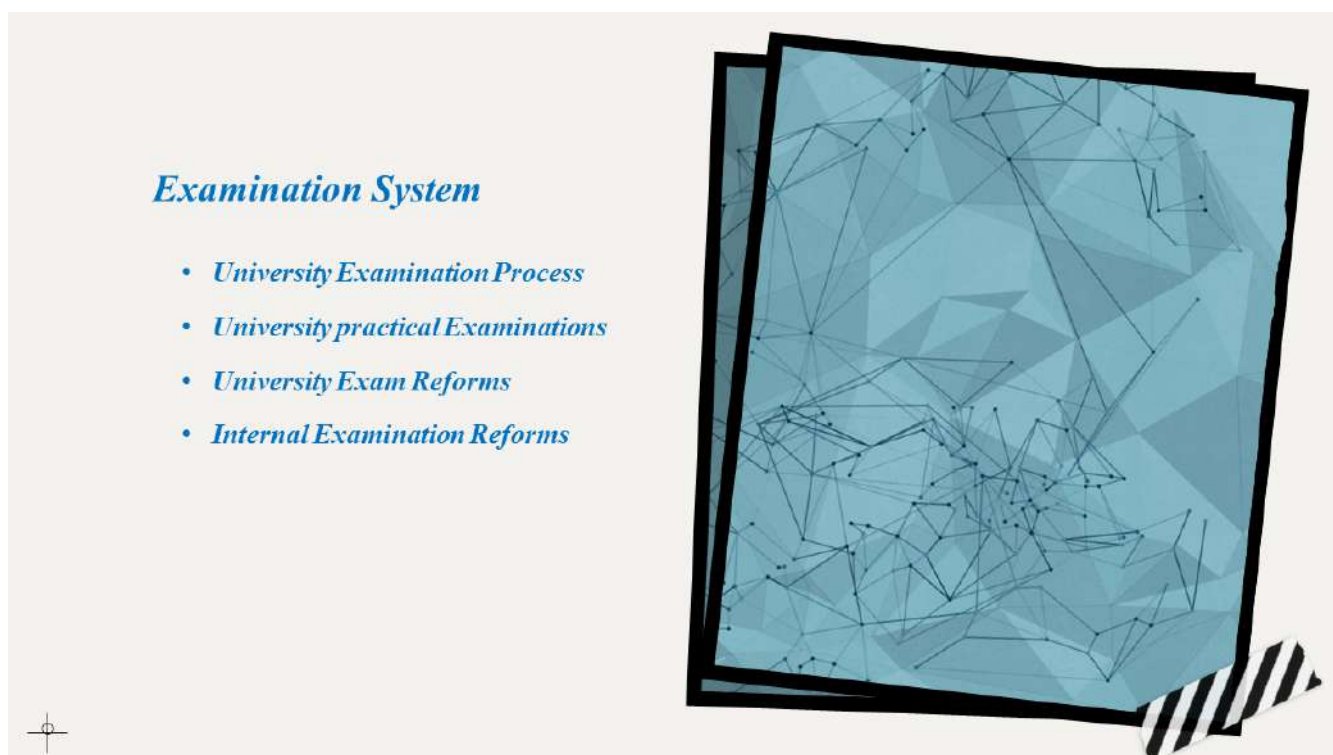 Examination System
• University Examination Process
• University practical Examinations
• University Exam Reforms
• Internal Examination Reforms